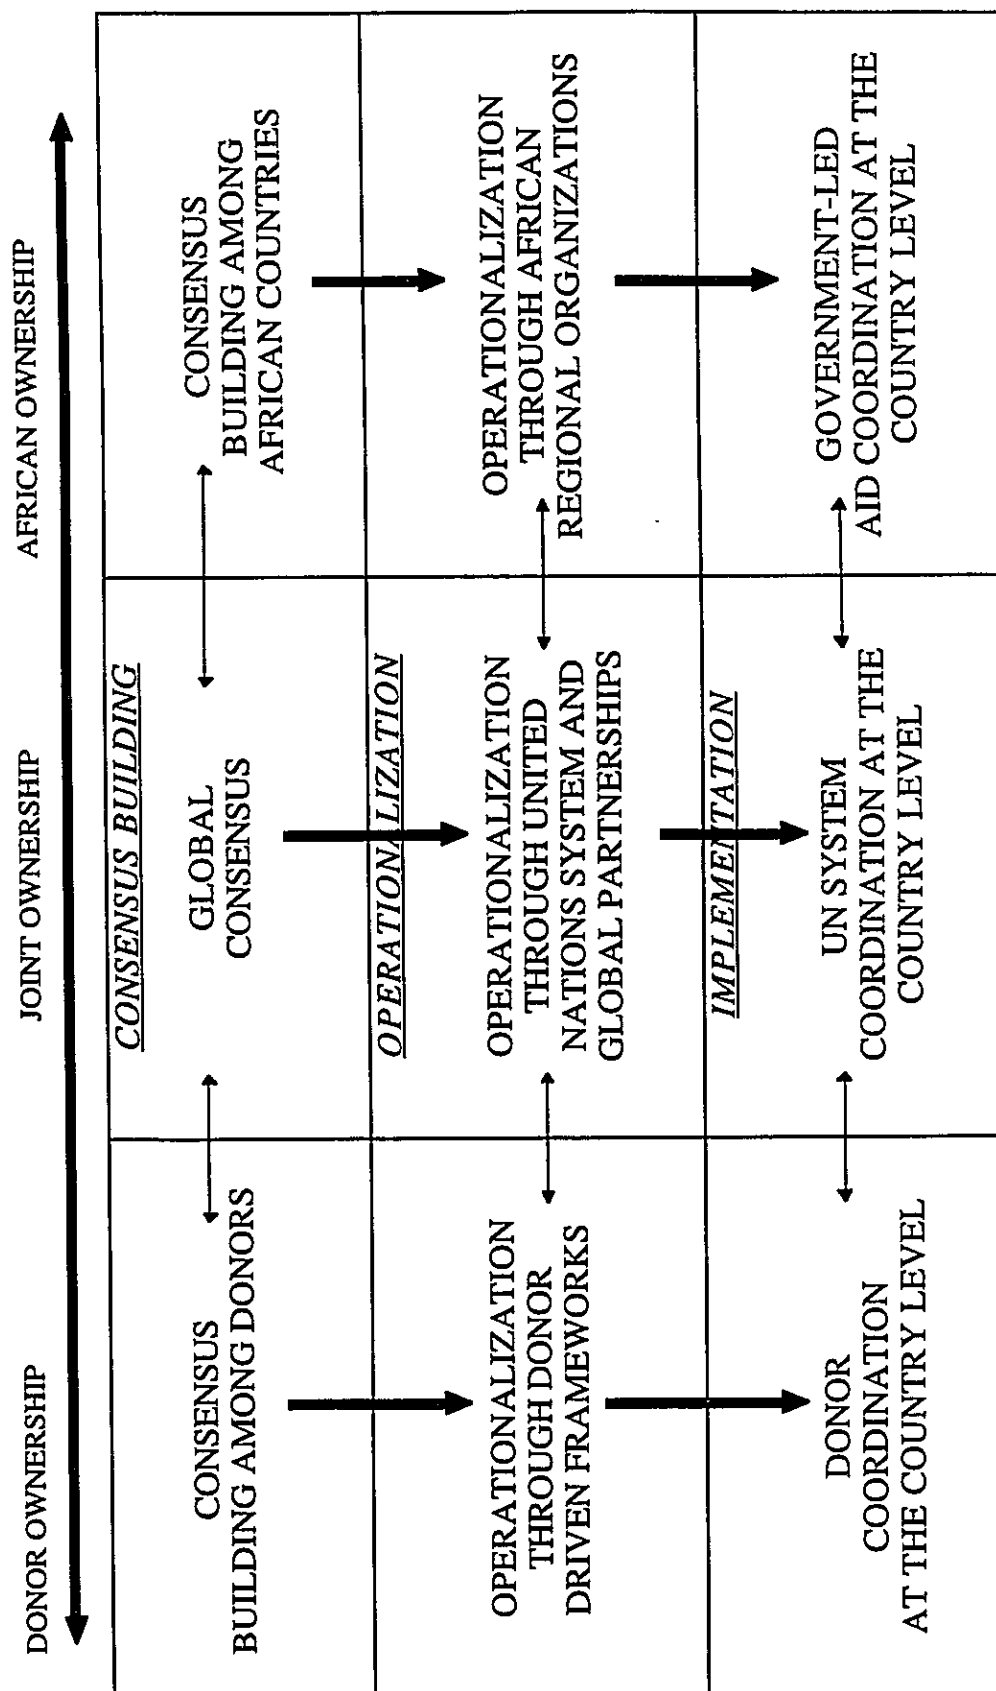 DONOR OWNERSHIP
JOINT OWNERSHIP
AFRICAN OWNERSHIP
CONSENSUS BUILDING
CONSENSUS
BUILDING AMONG DONORS
GLOBAL
CONSENSUS
CONSENSUS
BUILDING AMONG
AFRICAN COUNTRIES
OPERATIONALIZATION
OPERATIONALIZATION
THROUGH DONOR
DRIVEN FRAMEWORKS
OPERATIONALIZATION
THROUGH UNITED
NATIONS SYSTEM AND
GLOBAL PARTNERSHIPS
OPERATIONALIZATION
THROUGH AFRICAN
REGIONAL ORGANIZATIONS
IMPLEMENTATION
DONOR
COORDINATION
AT THE COUNTRY LEVEL
UN SYSTEM
COORDINATION AT THE
COUNTRY LEVEL
GOVERNMENT-LED
AID COORDINATION AT THE
COUNTRY LEVEL